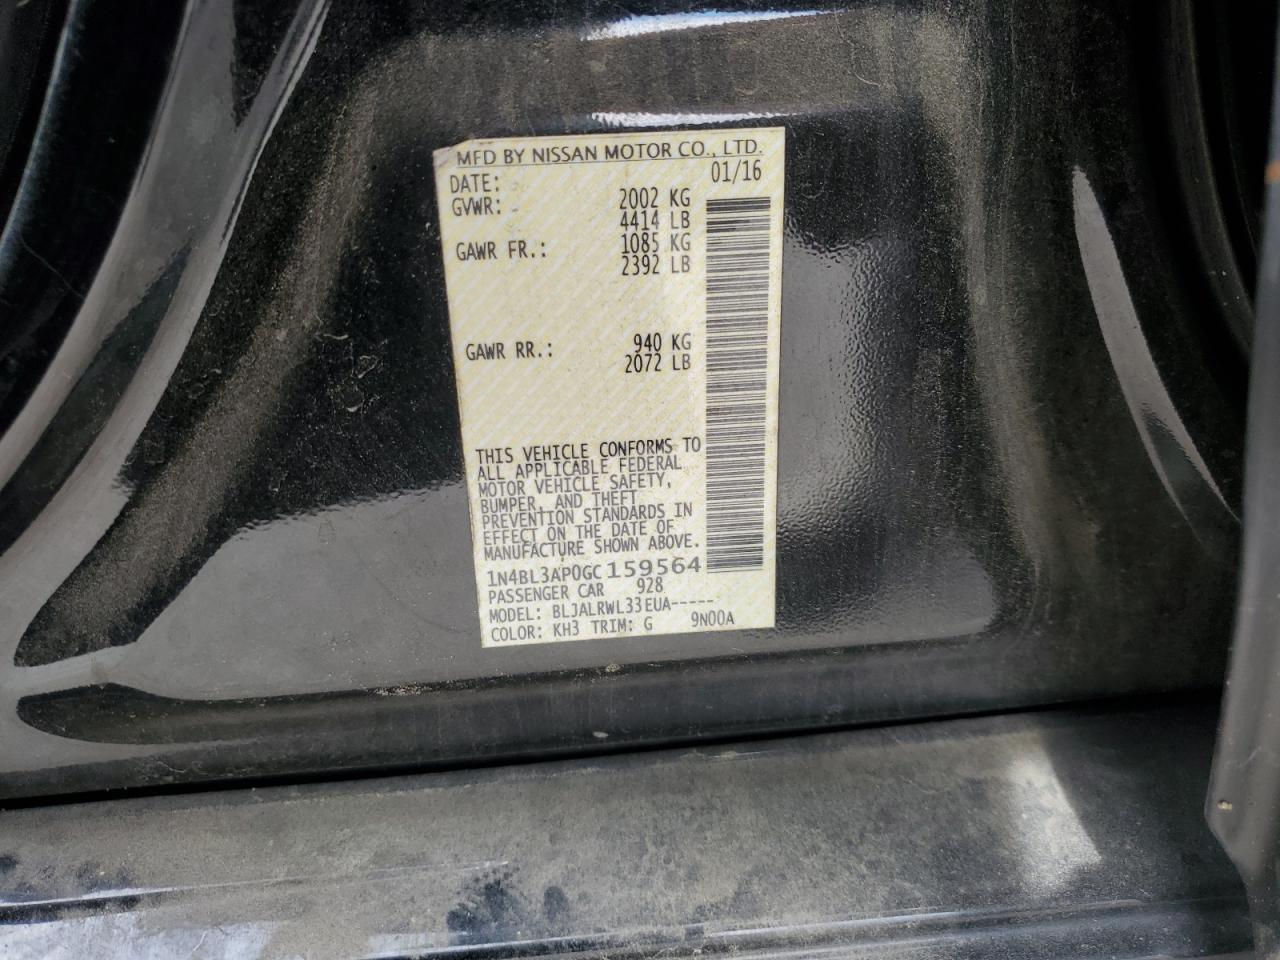 MFD BY NISSAN MOTOR CO., LTD.
DATE: 01/16
GVWR: 2002 KG
4414 LB
GAWR FR.: 1085 KG
2392 LB
GAWR RR.: 940 KG
2072 LB
THIS VEHICLE CONFORMS TO
ALL APPLICABLE FEDERAL
MOTOR VEHICLE SAFETY,
BUMPER, AND THEFT
PREVENTION STANDARDS IN
EFFECT ON THE DATE OF
MANUFACTURE SHOWN ABOVE.
1N4BL3AP0GC159564
PASSENGER CAR 928
MODEL: BLJALRWL33EUA-----
COLOR: KH3 TRIM: G 9N00A